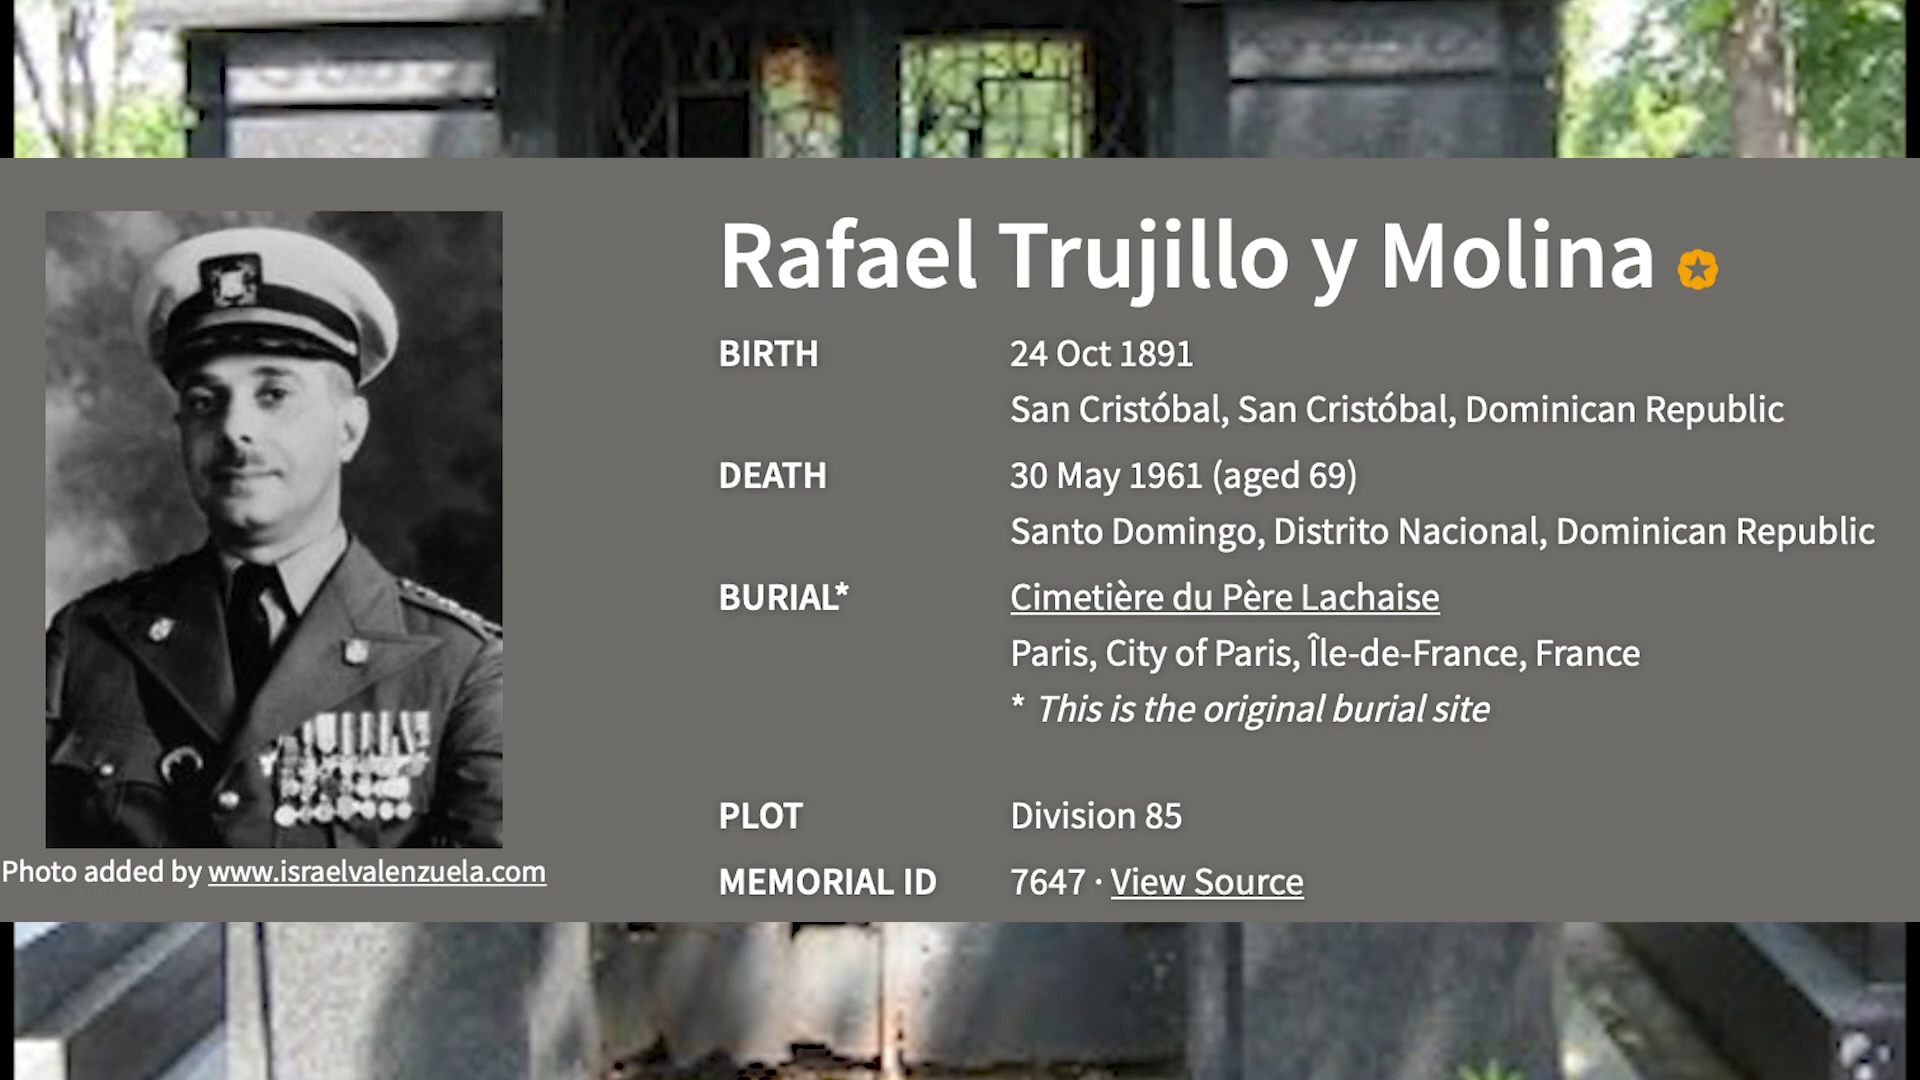 Rafael Trujillo y Molina
BIRTH 24 Oct 1891
San Cristóbal, San Cristóbal, Dominican Republic
DEATH 30 May 1961 (aged 69)
Santo Domingo, Distrito Nacional, Dominican Republic
BURIAL* Cimetière du Père Lachaise
Paris, City of Paris, Île-de-France, France
* This is the original burial site
PLOT Division 85
MEMORIAL ID 7647 · View Source
Photo added by www.israelvalenzuela.com